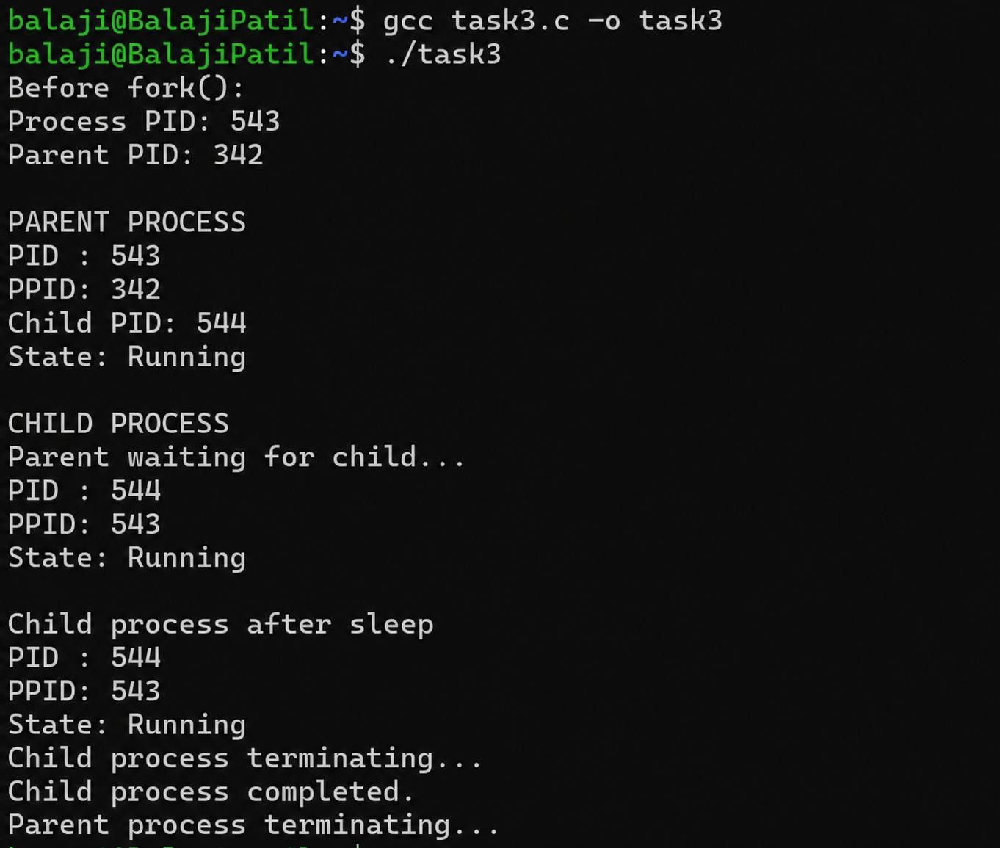 balaji@BalajiPatil:~$ gcc task3.c -o task3
balaji@BalajiPatil:~$ ./task3
Before fork():
Process PID: 543
Parent PID: 342

PARENT PROCESS
PID : 543
PPID: 342
Child PID: 544
State: Running

CHILD PROCESS
Parent waiting for child...
PID : 544
PPID: 543
State: Running

Child process after sleep
PID : 544
PPID: 543
State: Running
Child process terminating...
Child process completed.
Parent process terminating...